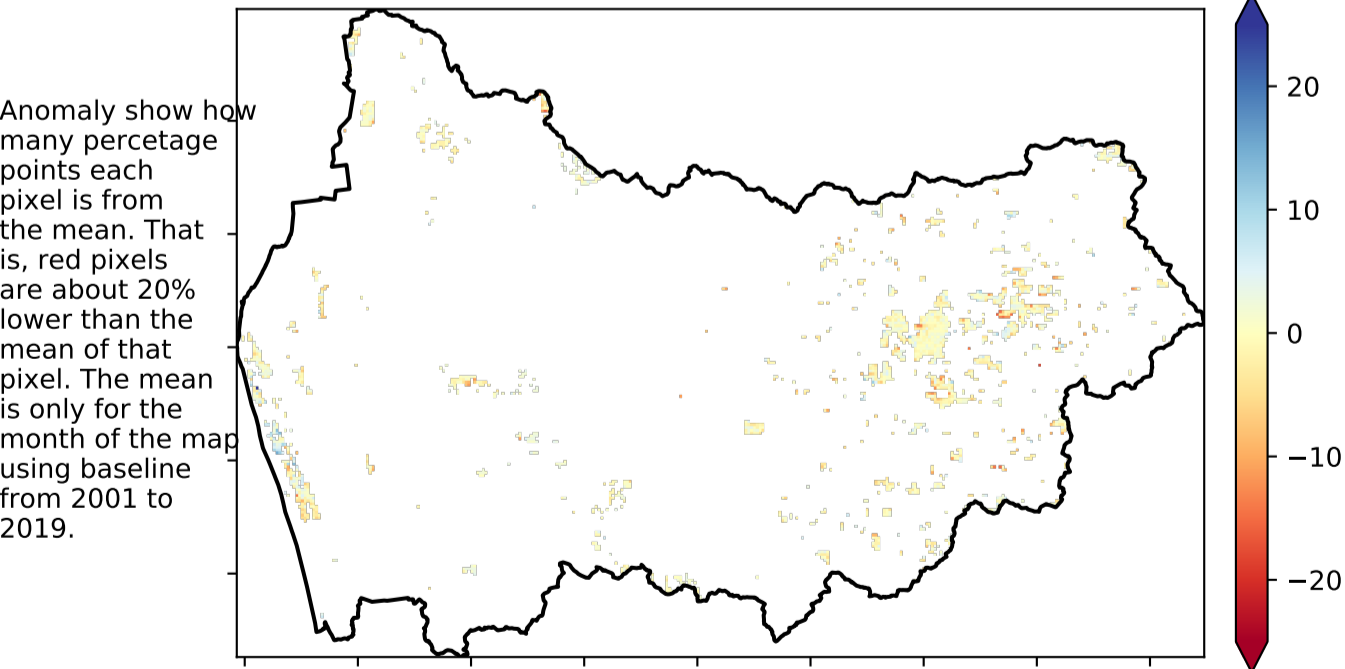 Anomaly show how
many percetage
points each
pixel is from
the mean. That
is, red pixels
are about 20%
lower than the
mean of that
pixel. The mean
is only for the
month of the map
using baseline
from 2001 to
2019.
20
10
0
−10
−20